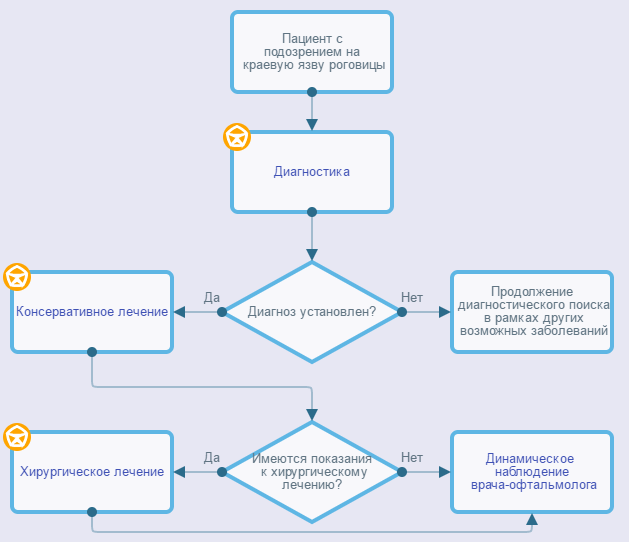 Пациент с
подозрением на
краевую язву роговицы
Диагностика
Да
Нет
Консервативное лечение
Диагноз установлен?
Продолжение
диагностического поиска
в рамках других
возможных заболеваний
Да
Нет
Хирургическое лечение
Имеются показания
к хирургическому
лечению?
Динамическое
наблюдение
врача-офтальмолога